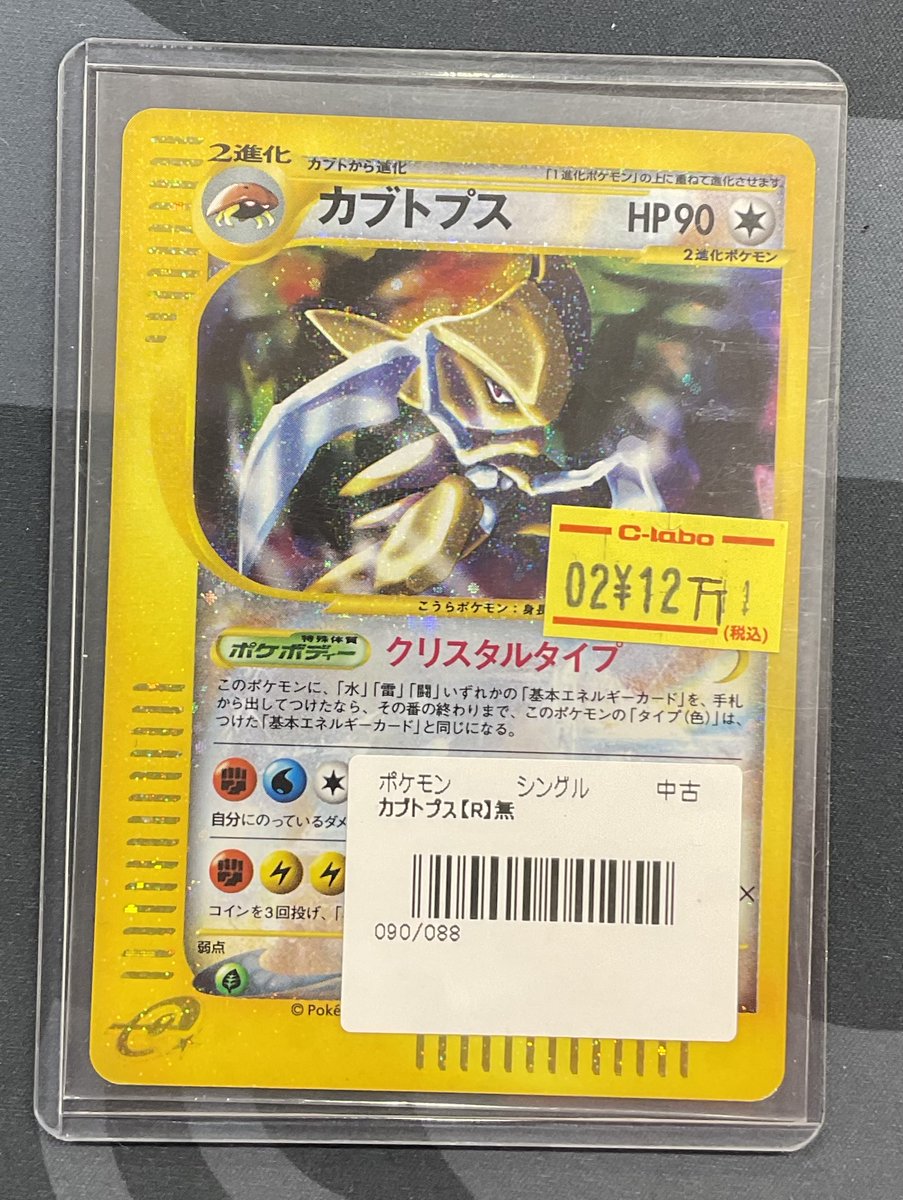 2進化
カブトから進化
「1進化ポケモン」の上に重ねて進化させます
カブトプス
HP90
2進化ポケモン
C-labo
02¥12万
(税込)
こうらポケモン：身長
特殊体質
ポケボディー
クリスタルタイプ
このポケモンに、「水」「雷」「闘」いずれかの「基本エネルギーカード」を、手札
から出してつけたなら、その番の終わりまで、このポケモンの「タイプ(色)」は、
つけた「基本エネルギーカード」と同じになる。
自分にのっているダメ
コインを3回投げ、「
×
弱点
© Poké
e
ポケモン シングル 中古
カブトプス【R】無
090/088